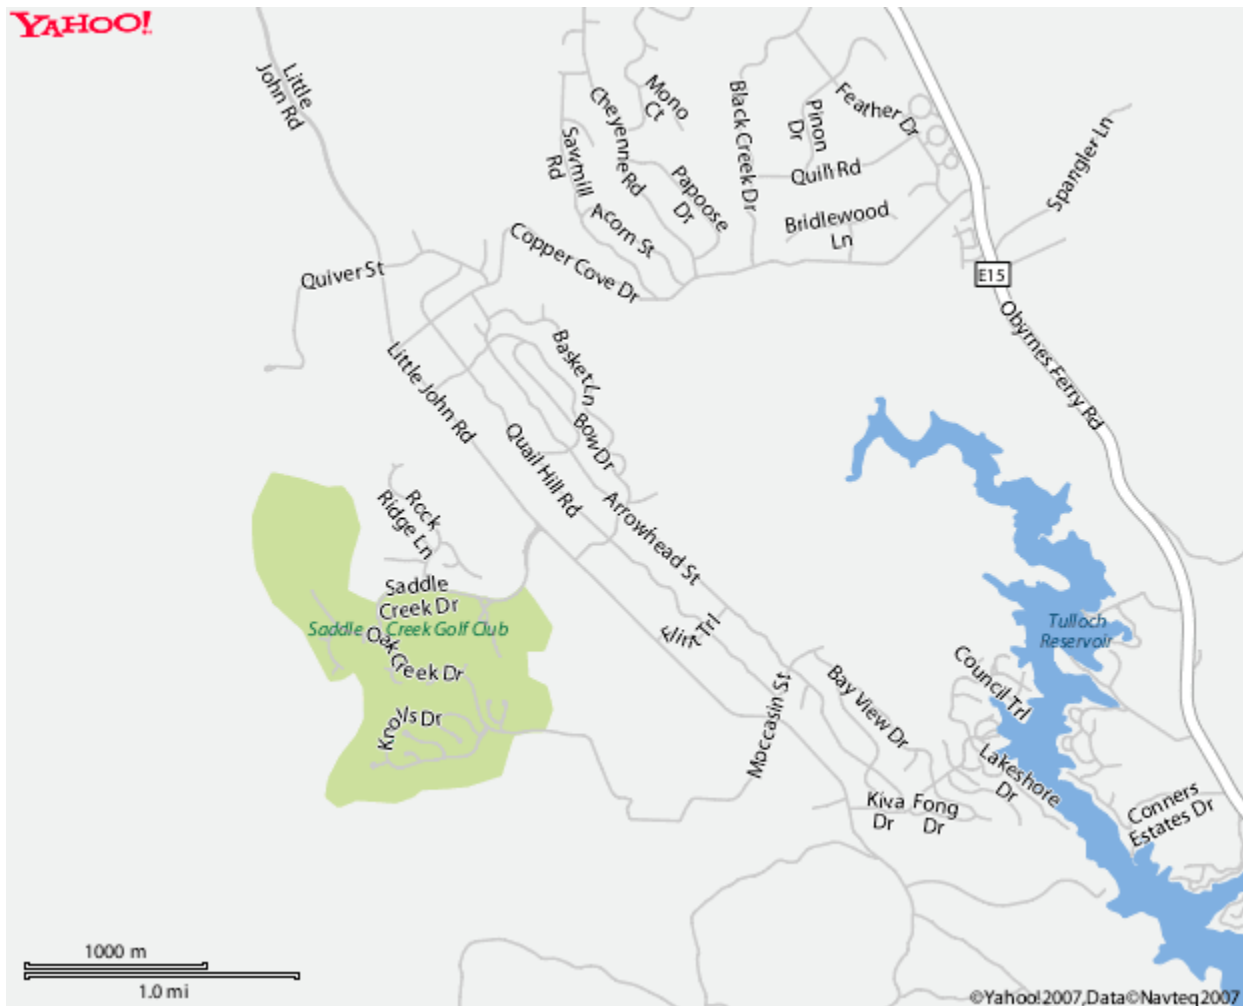 YAHOO!
Little
John Rd
Mono
Ct
Cheyenne Rd
Sawmill
Rd
Black Creek Dr
Pinon
Dr
Feather Dr
Quill Rd
Spangler Ln
Papoose
Dr
Acorn St
Bridlewood
Ln
Copper Cove Dr
Quiver St
E15
Obyrnes Ferry Rd
Little John Rd
Basket Ln
Bow Dr
Quail Hill Rd
Arrowhead St
Rock
Ridge Ln
Saddle
Creek Dr
Saddle Creek Golf Club
Oak Creek Dr
Knolls Dr
Flint Trl
Moccasin St
Bay View Dr
Council Trl
Tulloch
Reservoir
Lakeshore
Dr
Kiva
Dr
Fong
Dr
Conners
Estates Dr
1000 m
1.0 mi
©Yahoo!2007,Data©Navteq2007